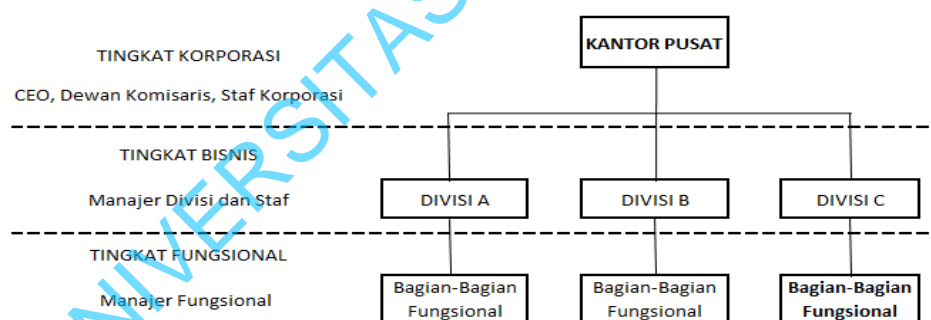 KANTOR PUSAT
TINGKAT KORPORASI
CEO, Dewan Komisaris, Staf Korporasi
TINGKAT BISNIS
Manajer Divisi dan Staf
DIVISI A
DIVISI B
DIVISI C
TINGKAT FUNGSIONAL
Manajer Fungsional
Bagian-Bagian
Fungsional
Bagian-Bagian
Fungsional
Bagian-Bagian
Fungsional
UNIVERSITAS